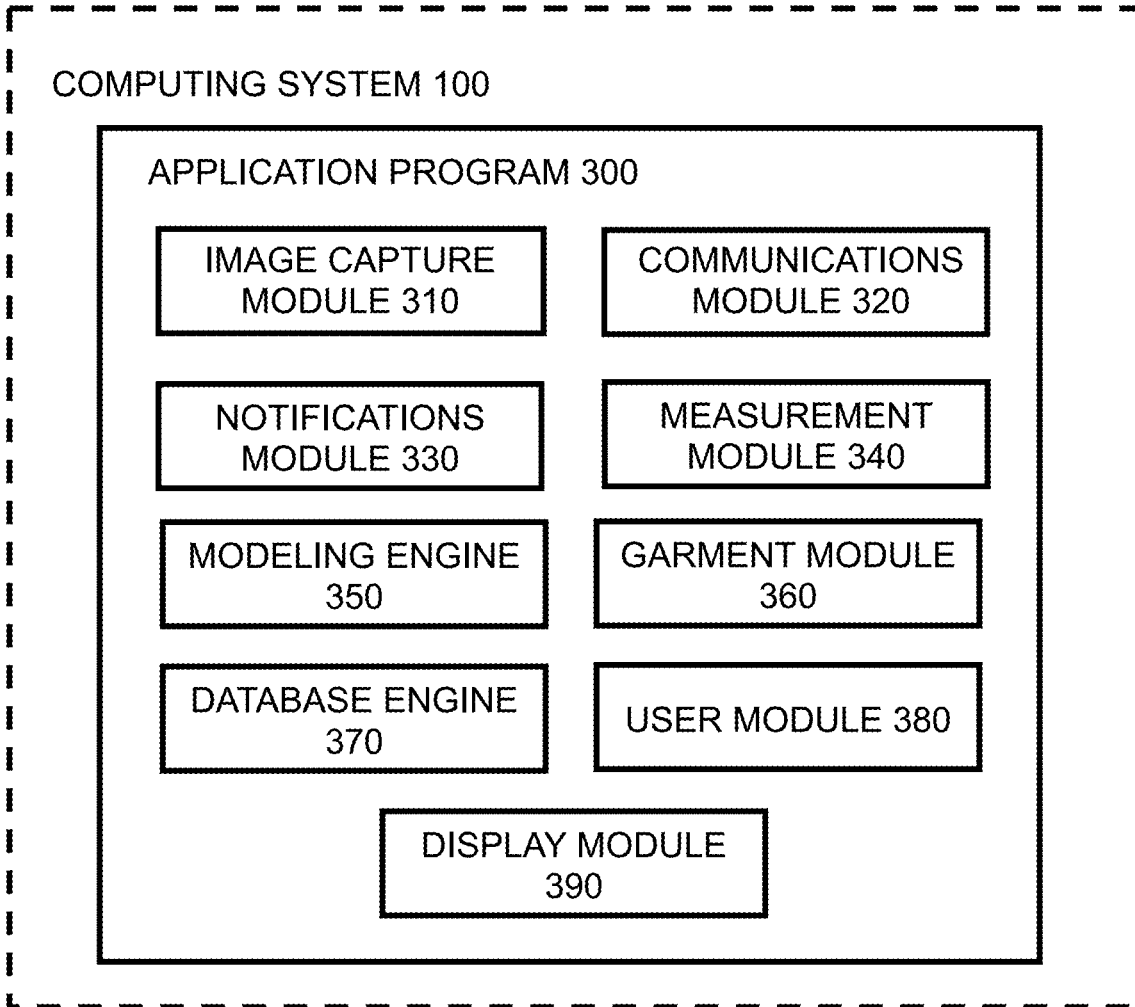 COMPUTING SYSTEM 100
APPLICATION PROGRAM 300
IMAGE CAPTURE
MODULE 310
COMMUNICATIONS
MODULE 320
NOTIFICATIONS
MODULE 330
MEASUREMENT
MODULE 340
MODELING ENGINE
350
GARMENT MODULE
360
DATABASE ENGINE
370
USER MODULE 380
DISPLAY MODULE
390